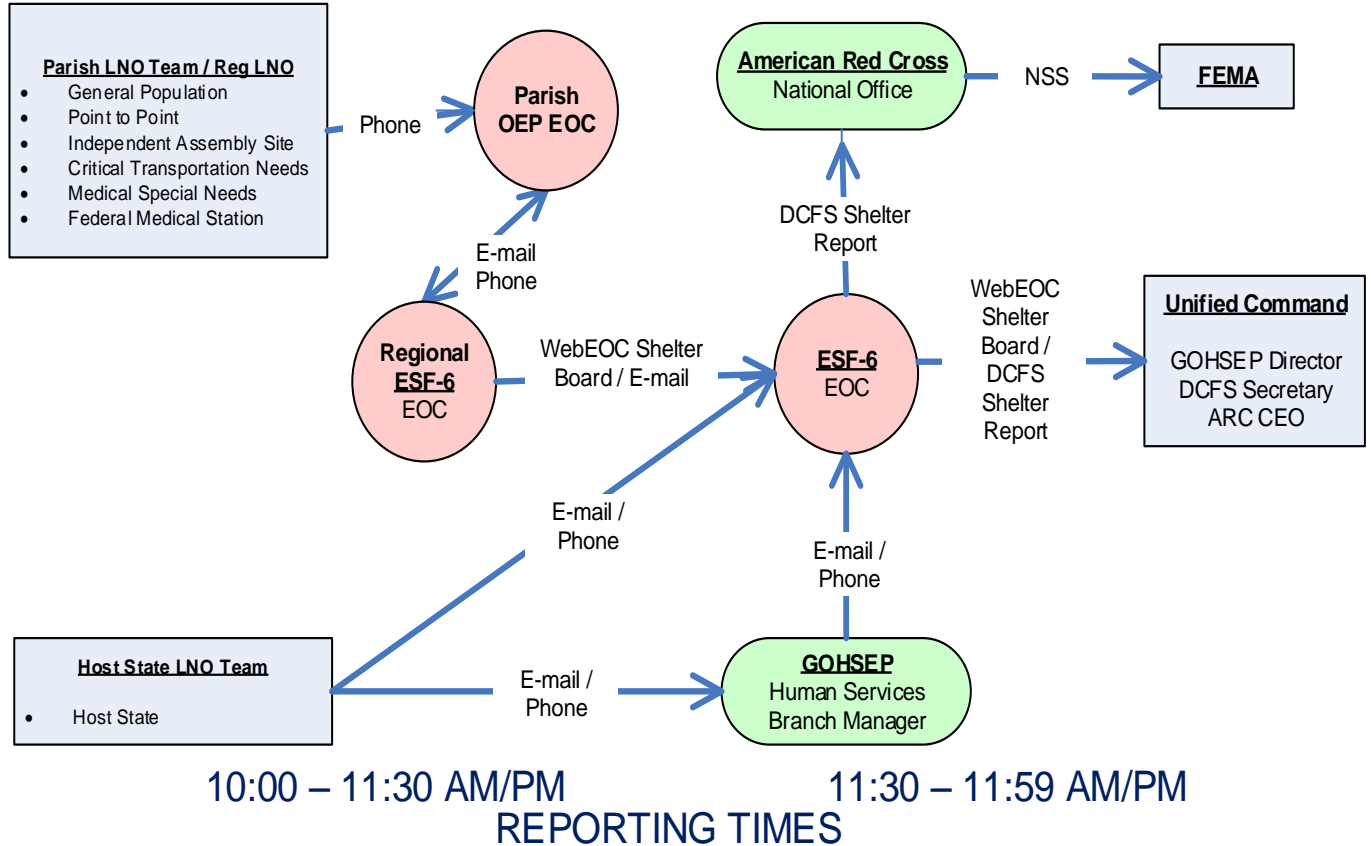 Parish LNO Team / Reg LNO
• General Population
• Point to Point
• Independent Assembly Site
• Critical Transportation Needs
• Medical Special Needs
• Federal Medical Station
Phone
Parish
OEP EOC
American Red Cross
National Office
NSS
FEMA
E-mail
Phone
DCFS Shelter
Report
Regional
ESF-6
EOC
WebEOC Shelter
Board / E-mail
ESF-6
EOC
WebEOC
Shelter
Board /
DCFS
Shelter
Report
Unified Command
GOHSEP Director
DCFS Secretary
ARC CEO
E-mail /
Phone
E-mail /
Phone
Host State LNO Team
• Host State
E-mail /
Phone
GOHSEP
Human Services
Branch Manager
10:00 – 11:30 AM/PM
11:30 – 11:59 AM/PM
REPORTING TIMES